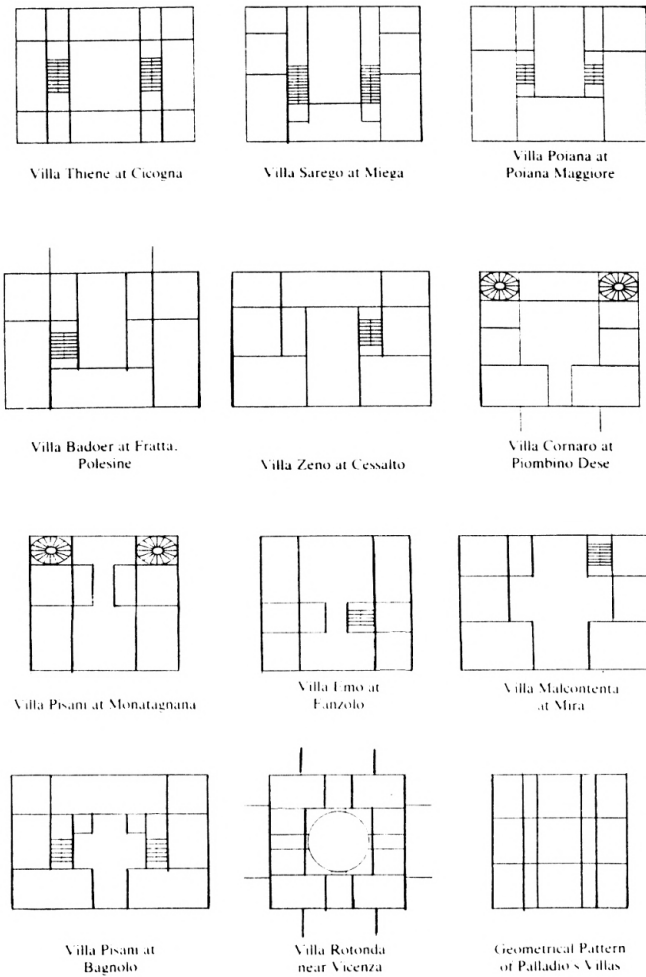 Villa Thiene at Cicogna
Villa Sarego at Miega
Villa Poiana at
Poiana Maggiore
Villa Badoer at Fratta.
Polesine
Villa Zeno at Cessalto
Villa Cornaro at
Piombino Dese
Villa Pisani at Monatagnana
Villa Emo at
Fanzolo
Villa Malcontenta
at Mira
Villa Pisani at
Bagnolo
Villa Rotonda
near Vicenza
Geometrical Pattern
of Palladio's Villas